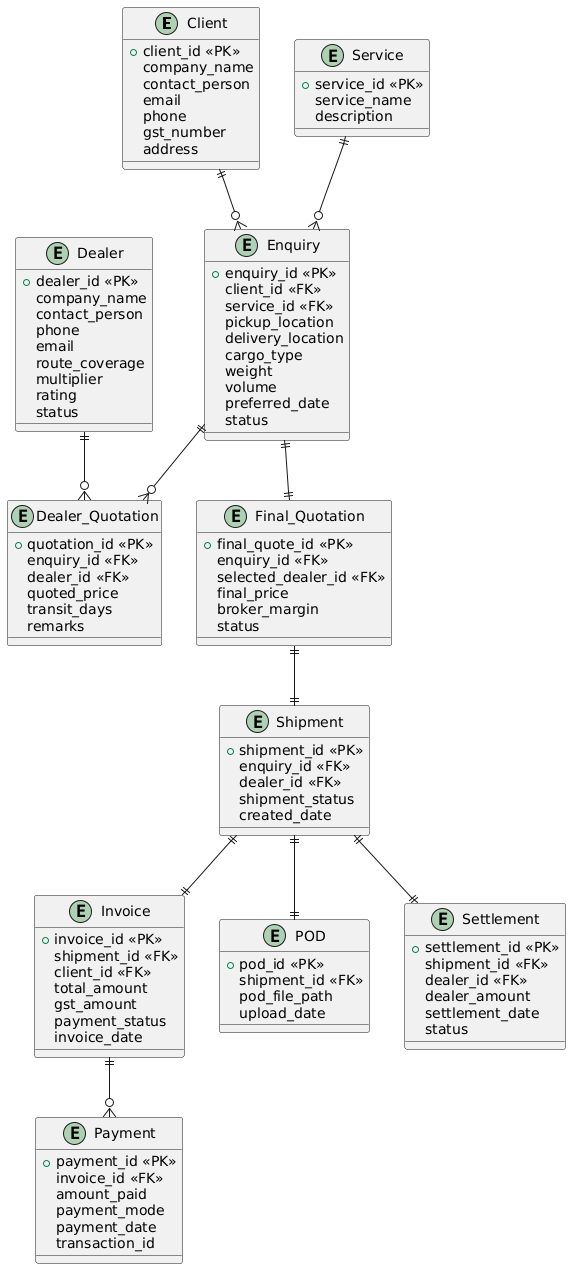 E Client
client_id «PK»
company_name
contact_person
email
phone
gst_number
address
E Service
service_id «PK»
service_name
description
E Dealer
dealer_id «PK»
company_name
contact_person
phone
email
route_coverage
multiplier
rating
status
E Enquiry
enquiry_id «PK»
client_id «FK»
service_id «FK»
pickup_location
delivery_location
cargo_type
weight
volume
preferred_date
status
E Dealer_Quotation
quotation_id «PK»
enquiry_id «FK»
dealer_id «FK»
quoted_price
transit_days
remarks
E Final_Quotation
final_quote_id «PK»
enquiry_id «FK»
selected_dealer_id «FK»
final_price
broker_margin
status
E Shipment
shipment_id «PK»
enquiry_id «FK»
dealer_id «FK»
shipment_status
created_date
E Invoice
invoice_id «PK»
shipment_id «FK»
client_id «FK»
total_amount
gst_amount
payment_status
invoice_date
E POD
pod_id «PK»
shipment_id «FK»
pod_file_path
upload_date
E Settlement
settlement_id «PK»
shipment_id «FK»
dealer_id «FK»
dealer_amount
settlement_date
status
E Payment
payment_id «PK»
invoice_id «FK»
amount_paid
payment_mode
payment_date
transaction_id